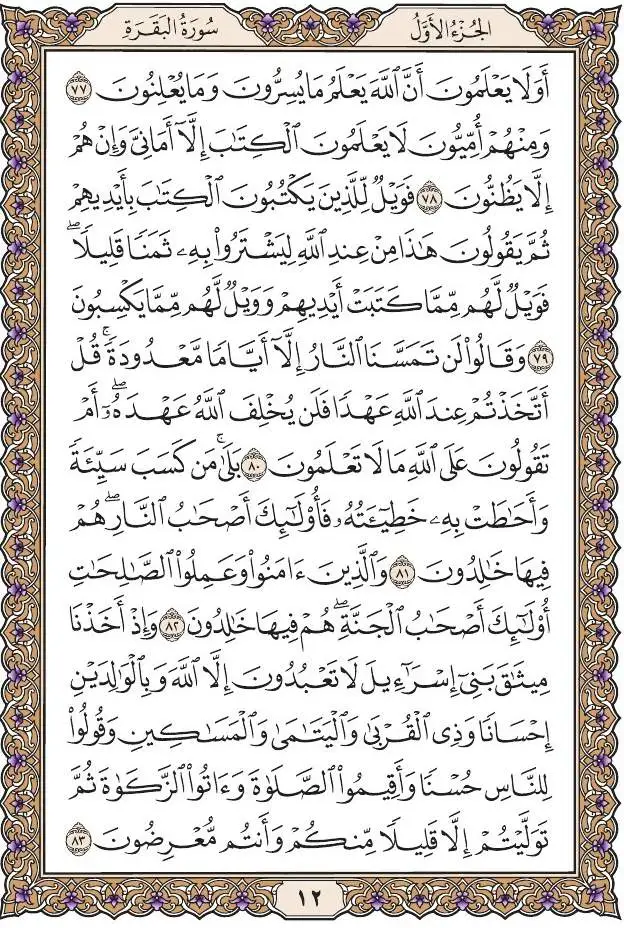 الجُزْءُ الأَوَّلُ
سُورَةُ البَقَرَةِ
أَوَلَا يَعْلَمُونَ أَنَّ ٱللَّهَ يَعْلَمُ مَا يُسِرُّونَ وَمَا يُعْلِنُونَ ٧٧
وَمِنْهُمْ أُمِّيُّونَ لَا يَعْلَمُونَ ٱلْكِتَٰبَ إِلَّآ أَمَانِىَّ وَإِنْ هُمْ
إِلَّا يَظُنُّونَ ٧٨ فَوَيْلٌ لِّلَّذِينَ يَكْتُبُونَ ٱلْكِتَٰبَ بِأَيْدِيهِمْ
ثُمَّ يَقُولُونَ هَٰذَا مِنْ عِندِ ٱللَّهِ لِيَشْتَرُوا۟ بِهِۦ ثَمَنًا قَلِيلًا ۖ
فَوَيْلٌ لَّهُم مِّمَّا كَتَبَتْ أَيْدِيهِمْ وَوَيْلٌ لَّهُم مِّمَّا يَكْسِبُونَ
٧٩ وَقَالُوا۟ لَن تَمَسَّنَا ٱلنَّارُ إِلَّآ أَيَّامًا مَّعْدُودَةً ۚ قُلْ
أَتَّخَذْتُمْ عِندَ ٱللَّهِ عَهْدًا فَلَن يُخْلِفَ ٱللَّهُ عَهْدَهُۥٓ ۖ أَمْ
تَقُولُونَ عَلَى ٱللَّهِ مَا لَا تَعْلَمُونَ ٨٠ بَلَىٰ ۚ مَن كَسَبَ سَيِّئَةً
وَأَحَٰطَتْ بِهِۦ خَطِيٓـَٔتُهُۥ فَأُو۟لَٰٓئِكَ أَصْحَٰبُ ٱلنَّارِ ۖ هُمْ
فِيهَا خَٰلِدُونَ ٨١ وَٱلَّذِينَ ءَامَنُوا۟ وَعَمِلُوا۟ ٱلصَّٰلِحَٰتِ
أُو۟لَٰٓئِكَ أَصْحَٰبُ ٱلْجَنَّةِ ۖ هُمْ فِيهَا خَٰلِدُونَ ٨٢ وَإِذْ أَخَذْنَا
مِيثَٰقَ بَنِىٓ إِسْرَٰٓءِيلَ لَا تَعْبُدُونَ إِلَّا ٱللَّهَ وَبِٱلْوَٰلِدَيْنِ
إِحْسَانًا وَذِى ٱلْقُرْبَىٰ وَٱلْيَتَٰمَىٰ وَٱلْمَسَٰكِينِ وَقُولُوا۟
لِلنَّاسِ حُسْنًا وَأَقِيمُوا۟ ٱلصَّلَوٰةَ وَءَاتُوا۟ ٱلزَّكَوٰةَ ثُمَّ
تَوَلَّيْتُمْ إِلَّا قَلِيلًا مِّنكُمْ وَأَنتُم مُّعْرِضُونَ ٨٣
١٢